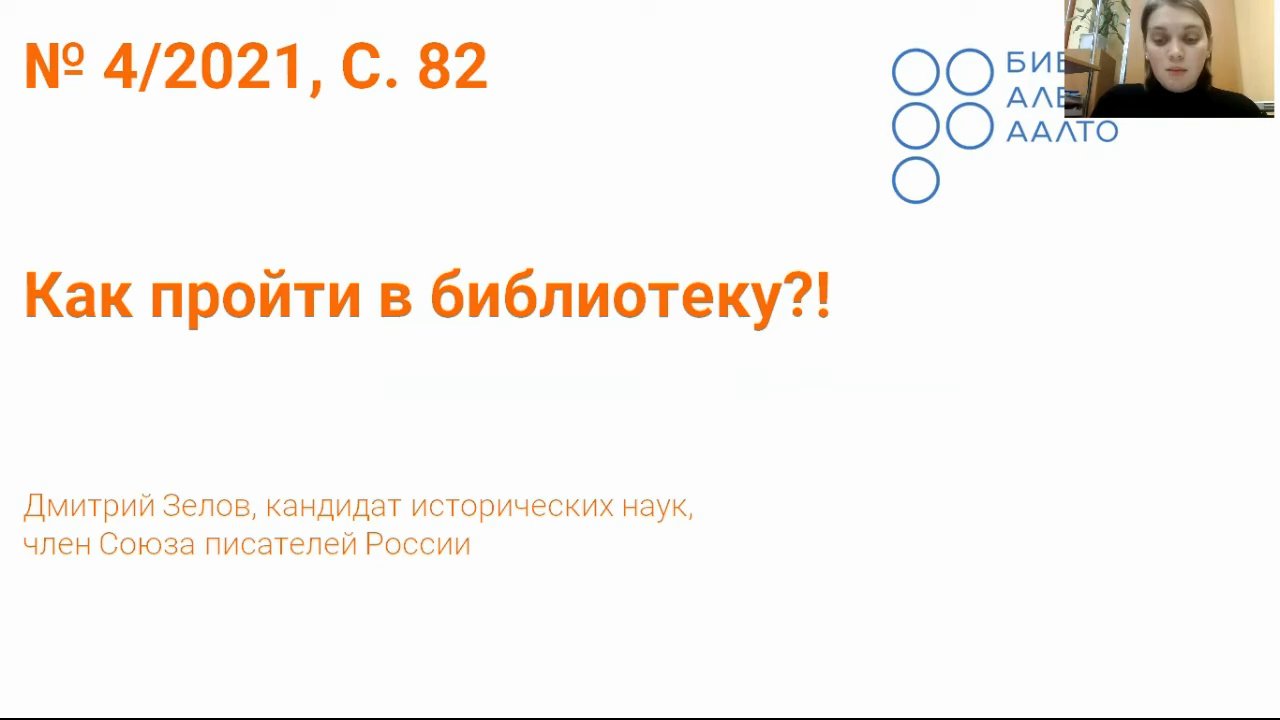 № 4/2021, С. 82
ААЛТО
Как пройти в библиотеку?!
Дмитрий Зелов, кандидат исторических наук,
член Союза писателей России